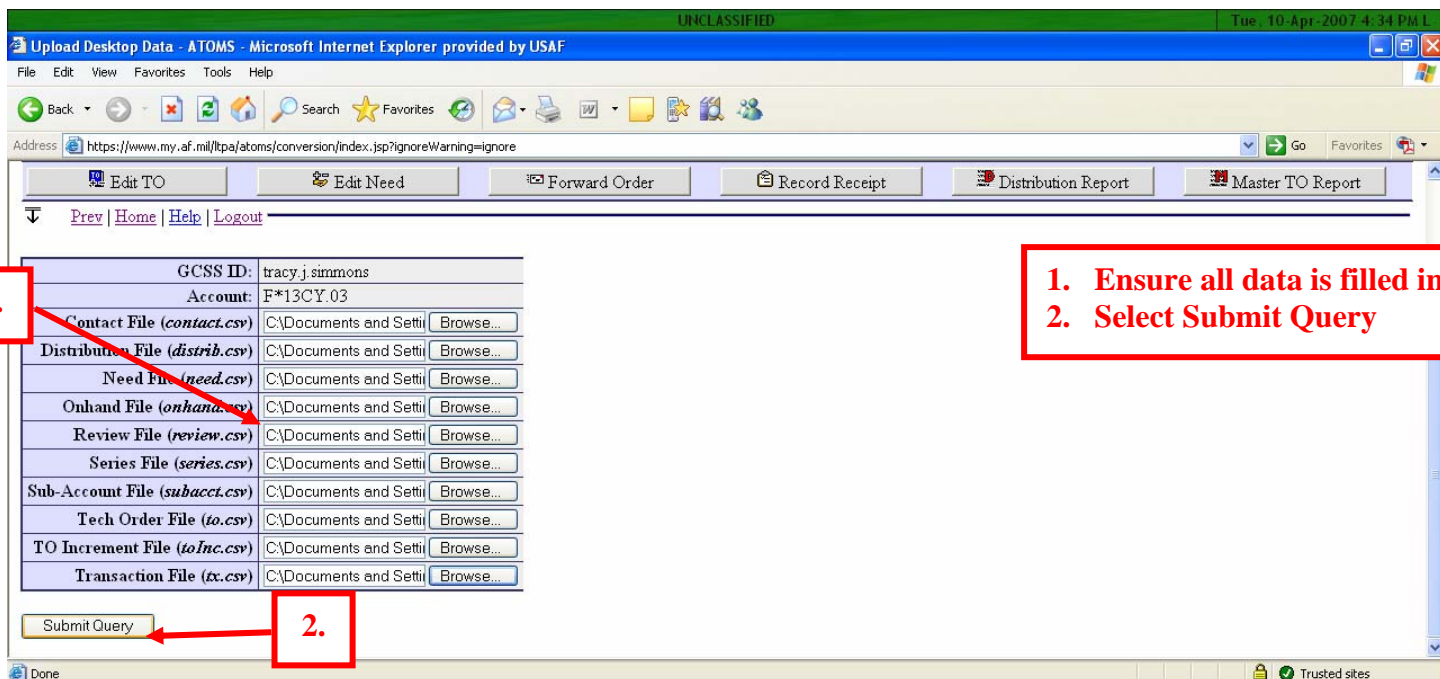 UNCLASSIFIED Tue, 10-Apr-2007 4:34 PM L
Upload Desktop Data - ATOMS - Microsoft Internet Explorer provided by USAF
File Edit View Favorites Tools Help
Back Search Favorites
Address https://www.my.af.mil/ltpa/atoms/conversion/index.jsp?ignoreWarning=ignore Go Favorites
Edit TO Edit Need Forward Order Record Receipt Distribution Report Master TO Report
Prev | Home | Help | Logout
GCSS ID: tracy.j.simmons
Account: F*13CY.03
Contact File (contact.csv) C:\Documents and Setti Browse...
Distribution File (distrib.csv) C:\Documents and Setti Browse...
Need File (need.csv) C:\Documents and Setti Browse...
Onhand File (onhand.csv) C:\Documents and Setti Browse...
Review File (review.csv) C:\Documents and Setti Browse...
Series File (series.csv) C:\Documents and Setti Browse...
Sub-Account File (subacct.csv) C:\Documents and Setti Browse...
Tech Order File (to.csv) C:\Documents and Setti Browse...
TO Increment File (toInc.csv) C:\Documents and Setti Browse...
Transaction File (tx.csv) C:\Documents and Setti Browse...
Submit Query
2.
1. Ensure all data is filled in
2. Select Submit Query
Done Trusted sites